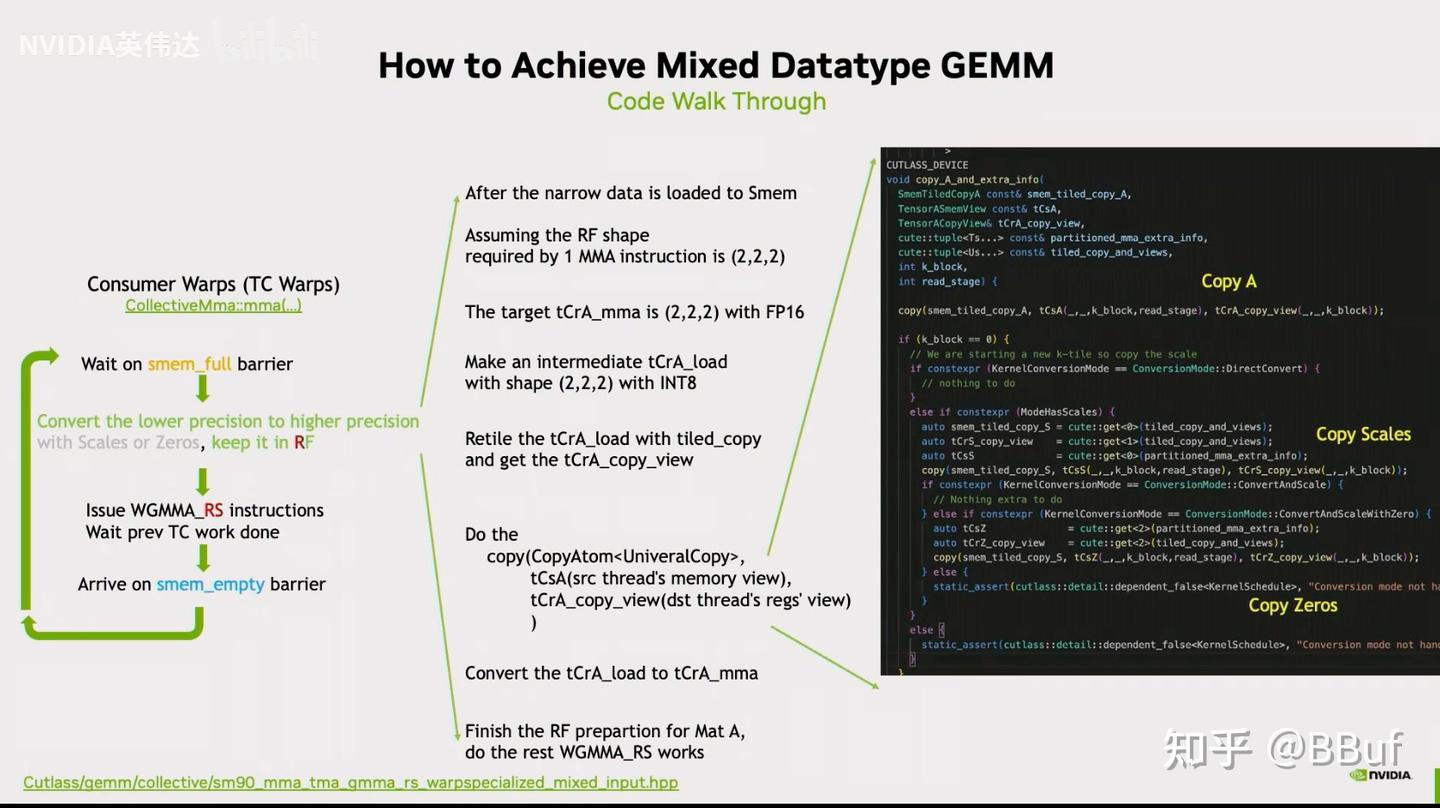 NVIDIA英伟达 bilibili
How to Achieve Mixed Datatype GEMM
Code Walk Through
Consumer Warps (TC Warps)
CollectiveMma::mma(...)
Wait on smem_full barrier
Convert the lower precision to higher precision
with Scales or Zeros, keep it in RF
Issue WGMMA_RS instructions
Wait prev TC work done
Arrive on smem_empty barrier
After the narrow data is loaded to Smem
Assuming the RF shape
required by 1 MMA instruction is (2,2,2)
The target tCrA_mma is (2,2,2) with FP16
Make an intermediate tCrA_load
with shape (2,2,2) with INT8
Retile the tCrA_load with tiled_copy
and get the tCrA_copy_view
Do the
copy(CopyAtom<UniveralCopy>,
tCsA(src thread's memory view),
tCrA_copy_view(dst thread's regs' view)
)
Convert the tCrA_load to tCrA_mma
Finish the RF prepartion for Mat A,
do the rest WGMMA_RS works
>
CUTLASS_DEVICE
void copy_A_and_extra_info(
SmemTiledCopyA const& smem_tiled_copy_A,
TensorASmemView const& tCsA,
TensorACopyView& tCrA_copy_view,
cute::tuple<Ts...> const& partitioned_mma_extra_info,
cute::tuple<Us...> const& tiled_copy_and_views,
int k_block,
int read_stage) {
Copy A
copy(smem_tiled_copy_A, tCsA(_,_,k_block,read_stage), tCrA_copy_view(_,_,k_block));
if (k_block == 0) {
// We are starting a new k-tile so copy the scale
if constexpr (KernelConversionMode == ConversionMode::DirectConvert) {
// nothing to do
}
else if constexpr (ModeHasScales) {
auto smem_tiled_copy_S = cute::get<0>(tiled_copy_and_views);
auto tCrS_copy_view = cute::get<1>(tiled_copy_and_views);
Copy Scales
auto tCsS = cute::get<0>(partitioned_mma_extra_info);
copy(smem_tiled_copy_S, tCsS(_,_,k_block,read_stage), tCrS_copy_view(_,_,k_block));
if constexpr (KernelConversionMode == ConversionMode::ConvertAndScale) {
// Nothing extra to do
} else if constexpr (KernelConversionMode == ConversionMode::ConvertAndScaleWithZero) {
auto tCsZ = cute::get<2>(partitioned_mma_extra_info);
auto tCrZ_copy_view = cute::get<2>(tiled_copy_and_views);
copy(smem_tiled_copy_S, tCsZ(_,_,k_block,read_stage), tCrZ_copy_view(_,_,k_block));
} else {
static_assert(cutlass::detail::dependent_false<KernelSchedule>, "Conversion mode not ha
}
Copy Zeros
}
else {
static_assert(cutlass::detail::dependent_false<KernelSchedule>, "Conversion mode not han
}
}
Cutlass/gemm/collective/sm90_mma_tma_gmma_rs_warpspecialized_mixed_input.hpp
知乎 @BBuf
NVIDIA.